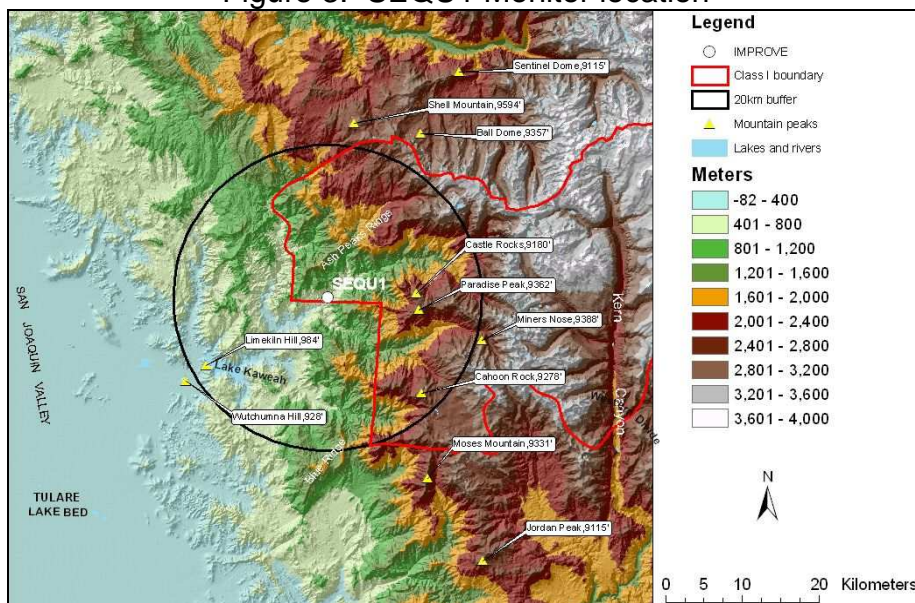 Sentinel Dome,9115'
Shell Mountain,9594'
Ball Dome,9357'
Ash Peaks Ridge
Castle Rocks,9180'
SEQU1
Paradise Peak,9362'
Kern
Canyon
SAN JOAQUIN VALLEY
Miners Nose,9388'
Limekiln Hill,984'
Lake Kaweah
Cahoon Rock,9278'
Wutchumna Hill,928'
Moses Mountain,9331'
Blue Ridge
TULARE
LAKE BED
Jordan Peak,9115'
Legend
IMPROVE
Class I boundary
20km buffer
Mountain peaks
Lakes and rivers
Meters
-82 - 400
401 - 800
801 - 1,200
1,201 - 1,600
1,601 - 2,000
2,001 - 2,400
2,401 - 2,800
2,801 - 3,200
3,201 - 3,600
3,601 - 4,000
N
0 5 10 20 Kilometers